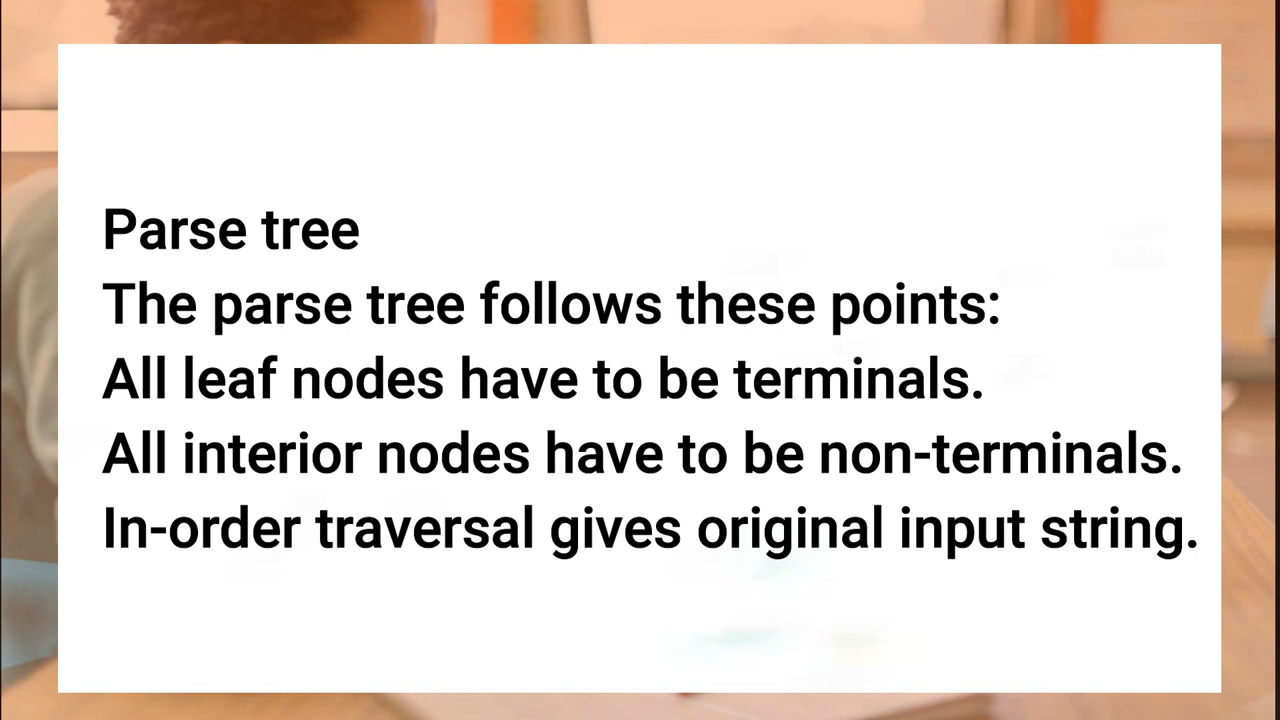 Parse tree
The parse tree follows these points:
All leaf nodes have to be terminals.
All interior nodes have to be non-terminals.
In-order traversal gives original input string.